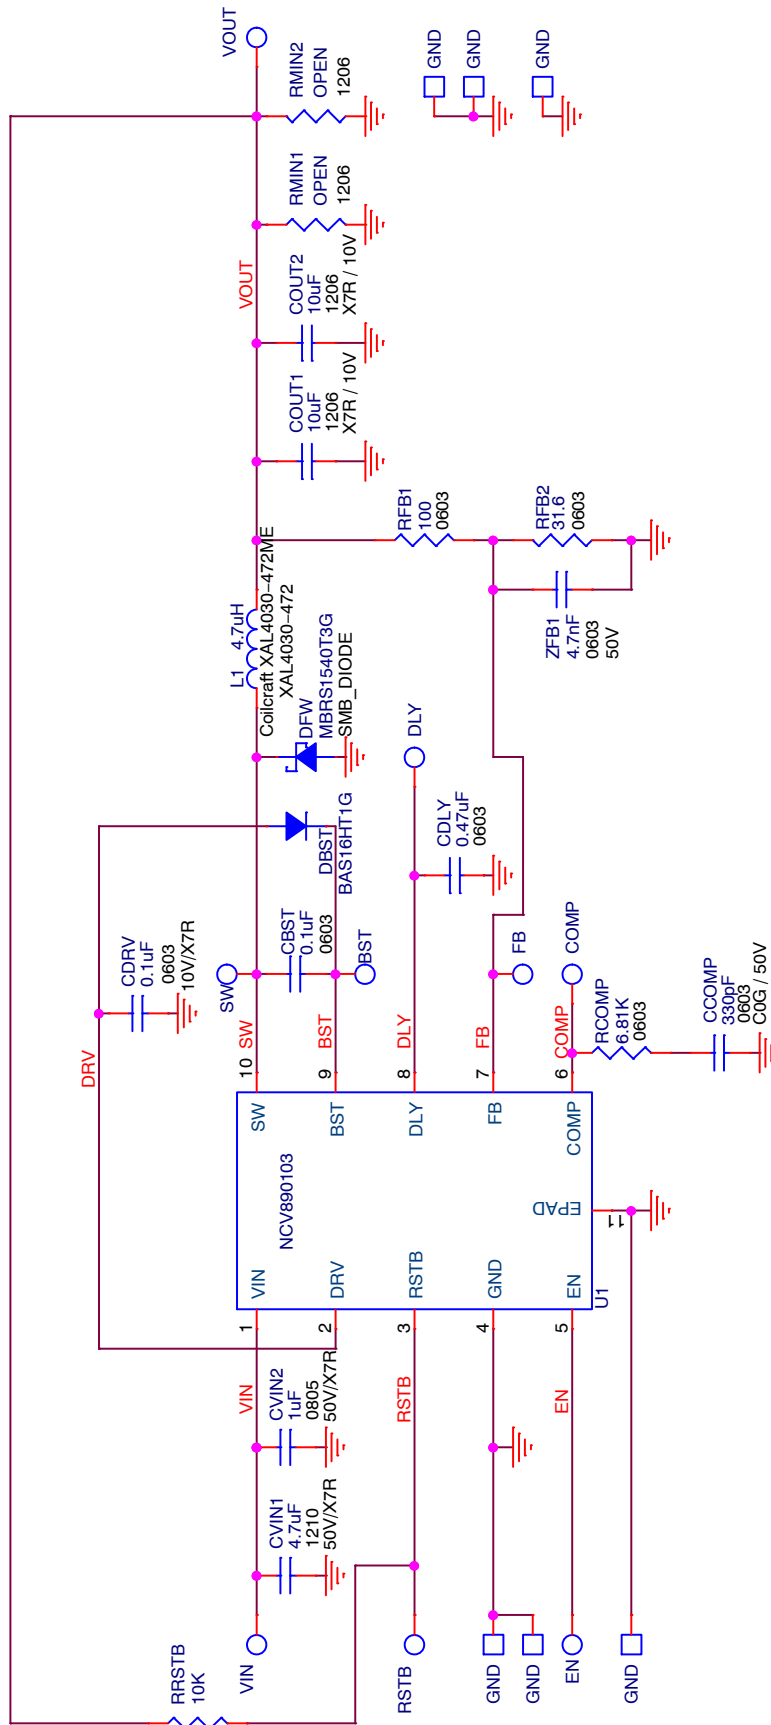 RRSTB
10K
VIN
CVIN1
4.7uF
1210
50V/X7R
VIN
CVIN2
1uF
0805
50V/X7R
1
2
3
4
5
RSTB
RSTB
GND
GND
EN
EN
GND
U1
NCV890103
VIN
DRV
RSTB
GND
EN
SW
BST
DLY
FB
COMP
EPAD
11
10
9
8
7
6
DRV
CDRV
0.1uF
0603
10V/X7R
SW
SW
CBST
0.1uF
0603
BST
BST
DBST
BAS16HT1G
DFW
MBRS1540T3G
SMB_DIODE
L1 4.7uH
Coilcraft XAL4030-472ME
XAL4030-472
DLY
DLY
CDLY
0.47uF
0603
FB
FB
COMP
COMP
RCOMP
6.81K
0603
CCOMP
330pF
0603
C0G / 50V
RFB1
100
0603
RFB2
31.6
0603
ZFB1
4.7nF
0603
50V
COUT1
10uF
1206
X7R / 10V
COUT2
10uF
1206
X7R / 10V
VOUT
RMIN1
OPEN
1206
RMIN2
OPEN
1206
VOUT
GND
GND
GND